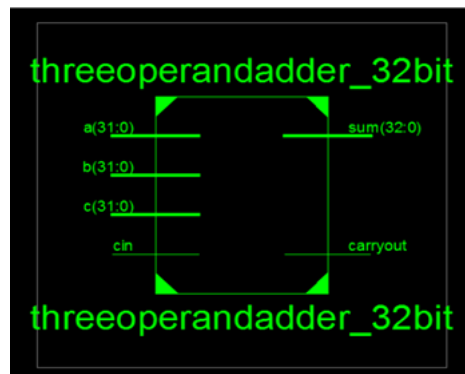 threeoperandadder_32bit
a(31:0)
sum(32:0)
b(31:0)
c(31:0)
cin
carryout
threeoperandadder_32bit